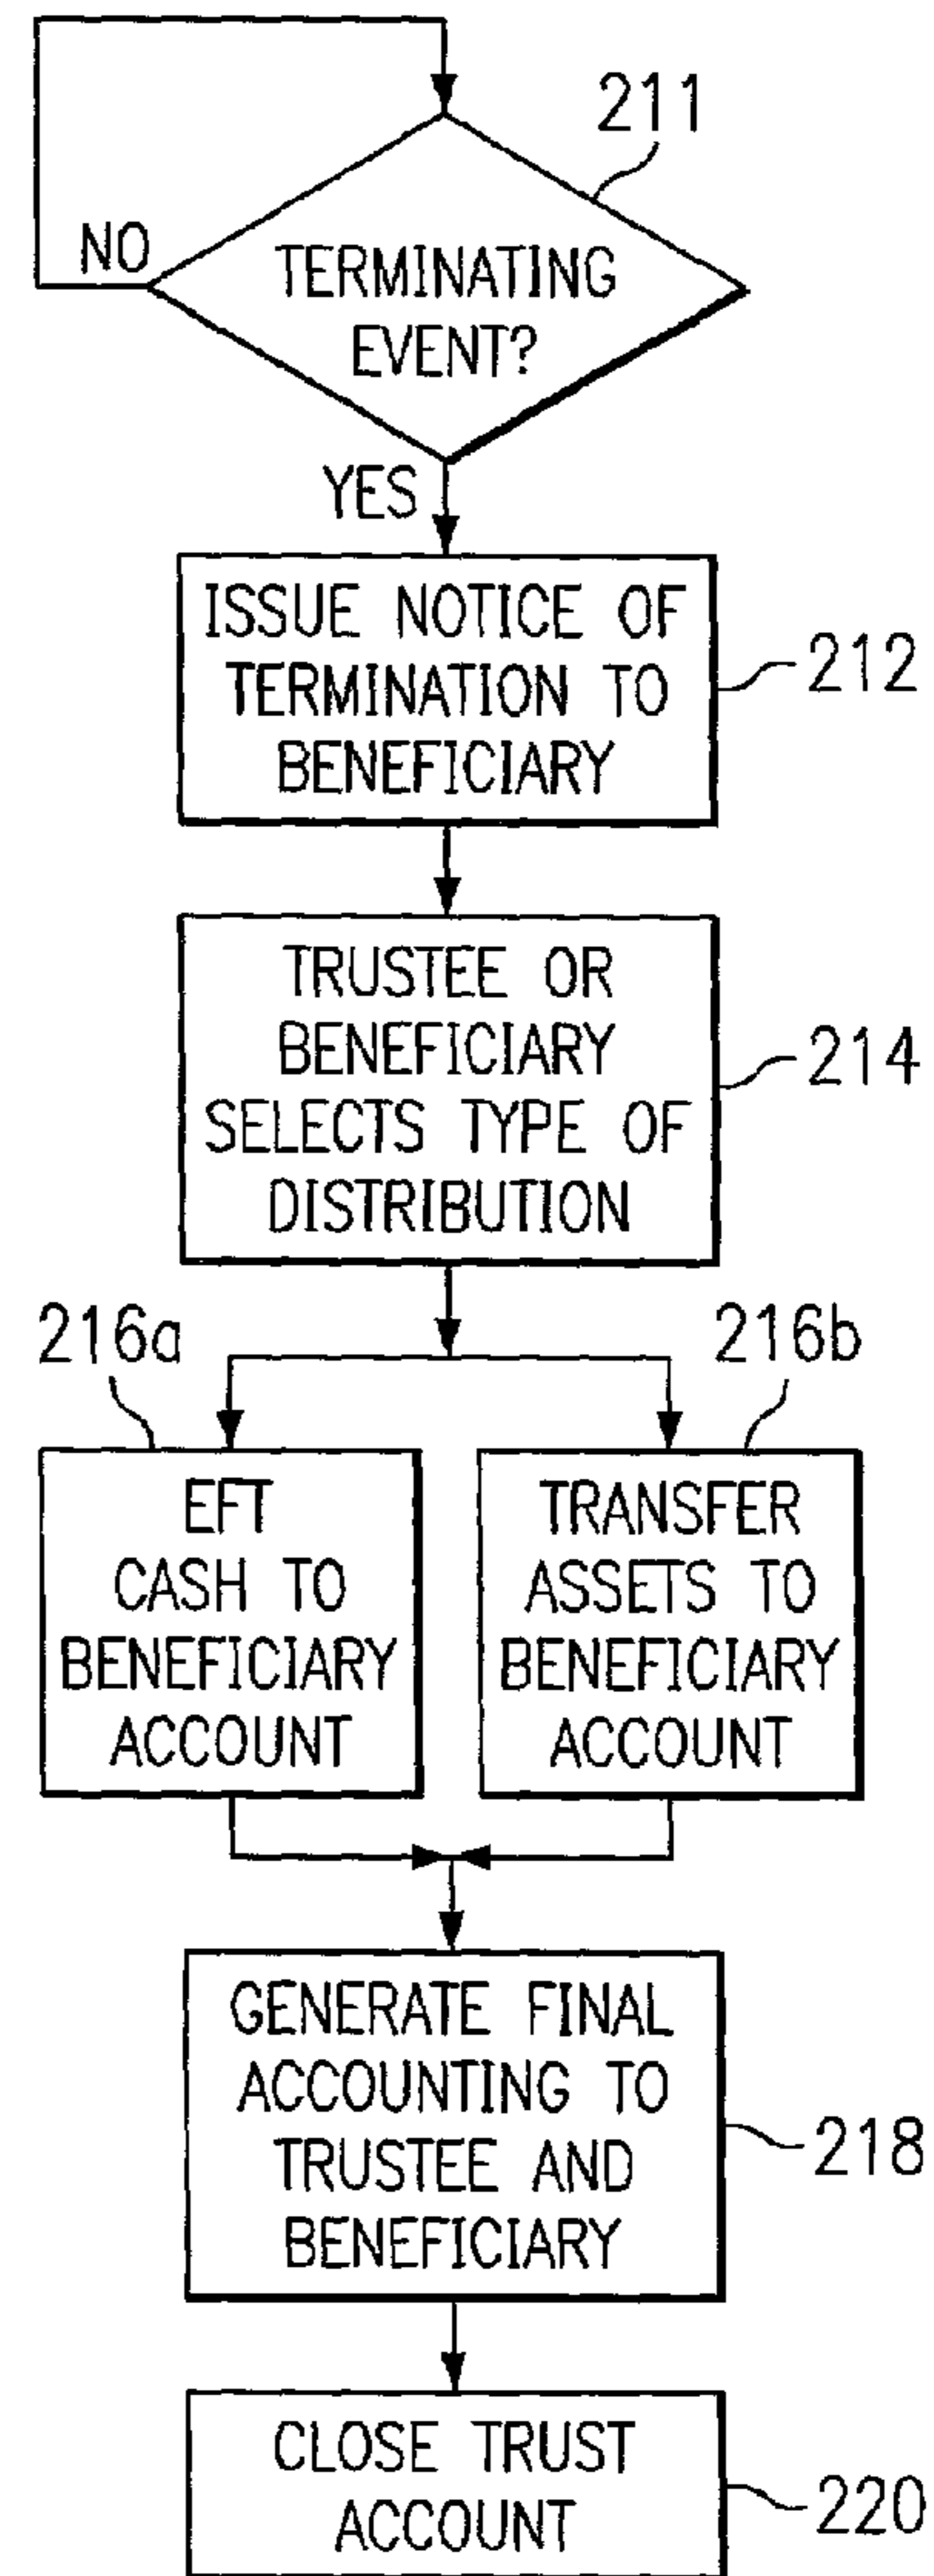 211
NO
TERMINATING
EVENT?
YES
ISSUE NOTICE OF
TERMINATION TO
BENEFICIARY
212
TRUSTEE OR
BENEFICIARY
SELECTS TYPE OF
DISTRIBUTION
214
216a
216b
EFT
CASH TO
BENEFICIARY
ACCOUNT
TRANSFER
ASSETS TO
BENEFICIARY
ACCOUNT
GENERATE FINAL
ACCOUNTING TO
TRUSTEE AND
BENEFICIARY
218
CLOSE TRUST
ACCOUNT
220